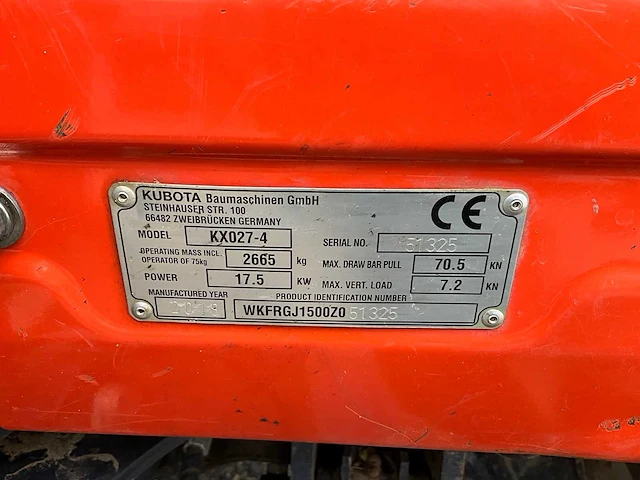 KUBOTA Baumaschinen GmbH
STEINHAUSER STR. 100
66482 ZWEIBRÜCKEN GERMANY
CE
MODEL KX027-4
SERIAL NO. 51325
OPERATING MASS INCL.
OPERATOR OF 75kg 2665 kg
MAX. DRAW BAR PULL 70.5 KN
POWER 17.5 KW
MAX. VERT. LOAD 7.2 KN
MANUFACTURED YEAR
PRODUCT IDENTIFICATION NUMBER
2019
WKFRGJ1500Z051325